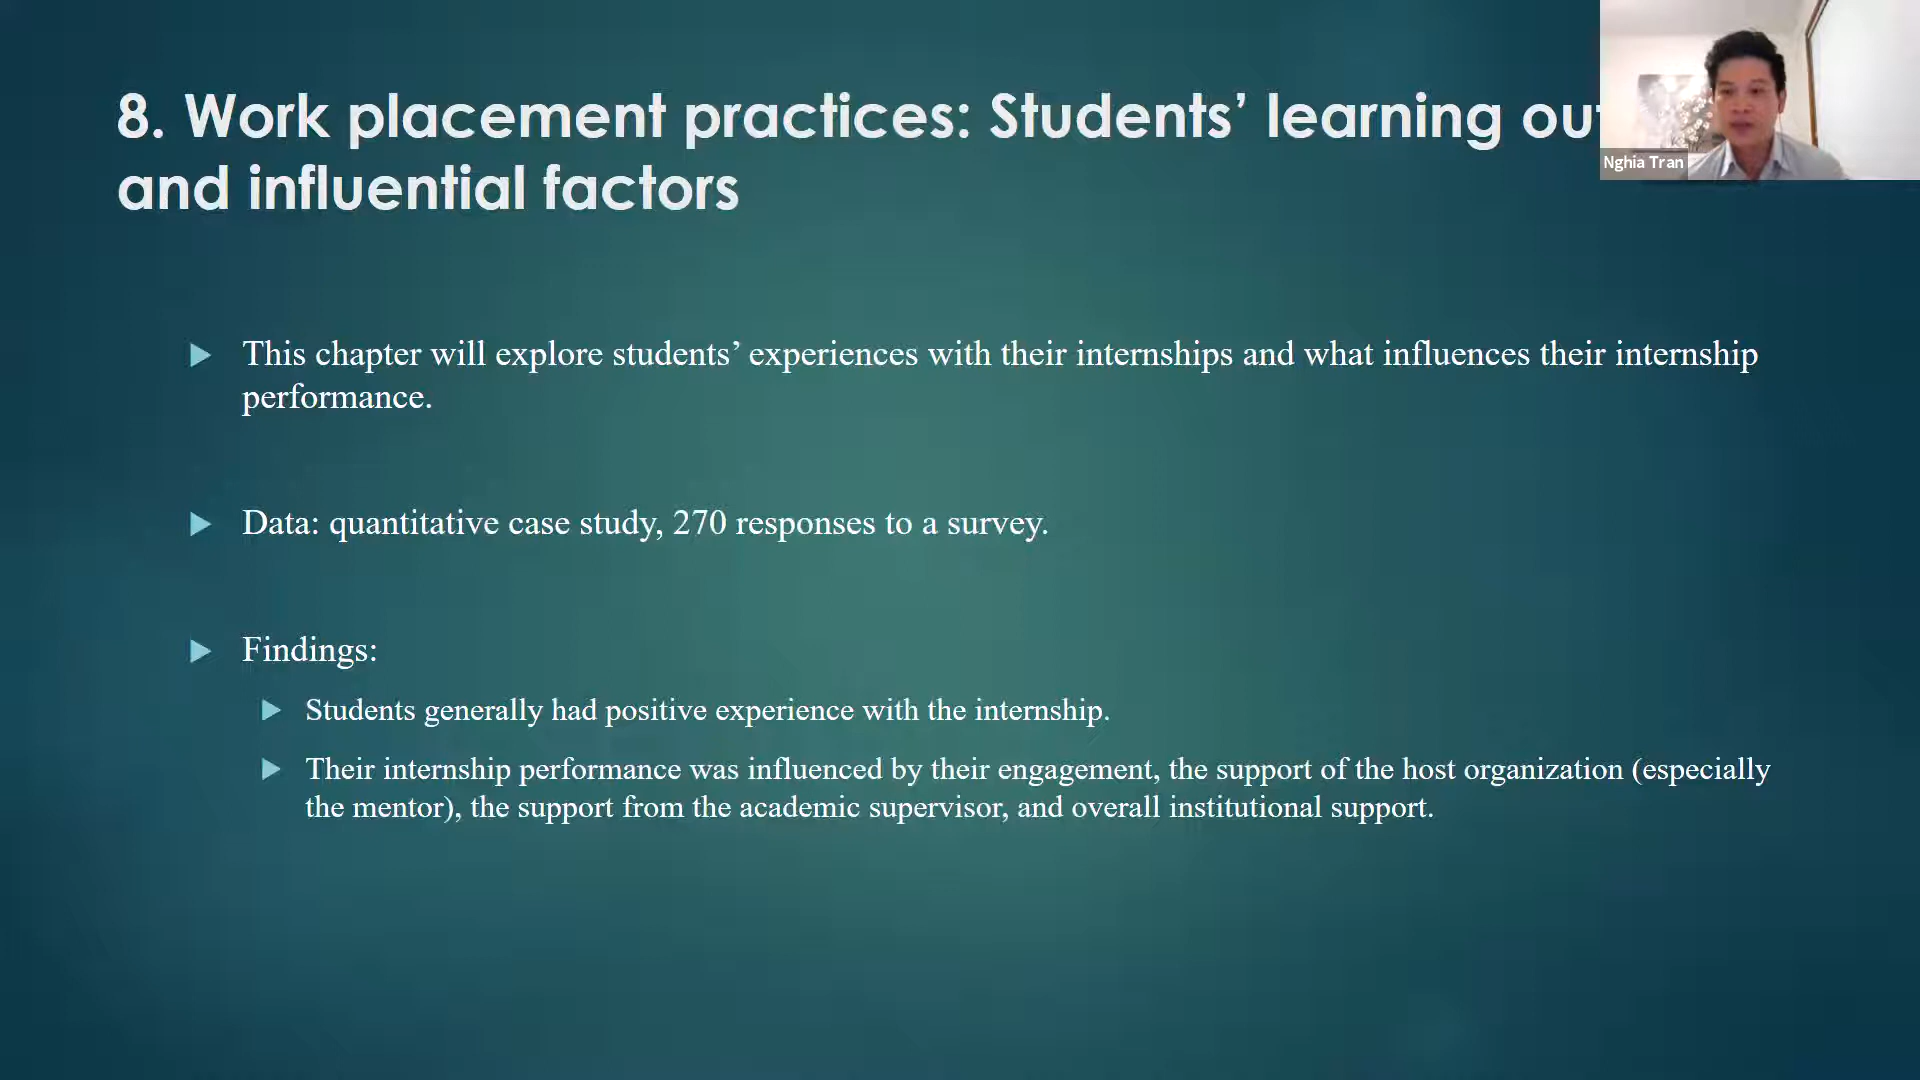 8. Work placement practices: Students’ learning
and influential factors
Nghia Tran
This chapter will explore students’ experiences with their internships and what influences their internship
performance.
Data: quantitative case study, 270 responses to a survey.
Findings:
Students generally had positive experience with the internship.
Their internship performance was influenced by their engagement, the support of the host organization (especially
the mentor), the support from the academic supervisor, and overall institutional support.